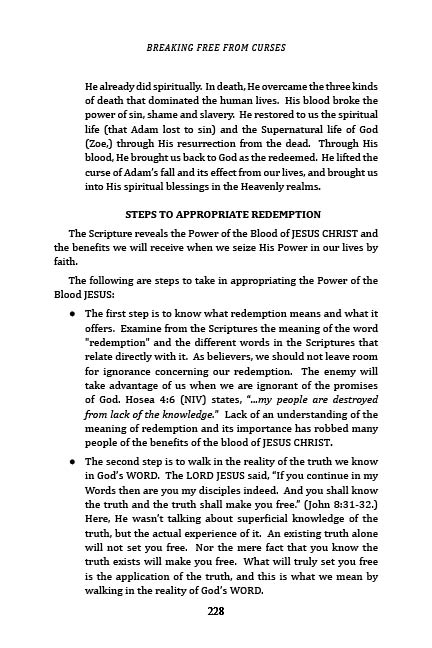 BREAKING FREE FROM CURSES
He already did spiritually. In death, He overcame the three kinds
of death that dominated the human lives. His blood broke the
power of sin, shame and slavery. He restored to us the spiritual
life (that Adam lost to sin) and the Supernatural life of God
(Zoe,) through His resurrection from the dead. Through His
blood, He brought us back to God as the redeemed. He lifted the
curse of Adam's fall and its effect from our lives, and brought us
into His spiritual blessings in the Heavenly realms.
STEPS TO APPROPRIATE REDEMPTION
The Scripture reveals the Power of the Blood of JESUS CHRIST and
the benefits we will receive when we seize His Power in our lives by
faith.
The following are steps to take in appropriating the Power of the
Blood JESUS:
● The first step is to know what redemption means and what it
offers. Examine from the Scriptures the meaning of the word
"redemption" and the different words in the Scriptures that
relate directly with it. As believers, we should not leave room
for ignorance concerning our redemption. The enemy will
take advantage of us when we are ignorant of the promises
of God. Hosea 4:6 (NIV) states, "...my people are destroyed
from lack of the knowledge." Lack of an understanding of the
meaning of redemption and its importance has robbed many
people of the benefits of the blood of JESUS CHRIST.
● The second step is to walk in the reality of the truth we know
in God's WORD. The LORD JESUS said, "If you continue in my
Words then are you my disciples indeed. And you shall know
the truth and the truth shall make you free." (John 8:31-32.)
Here, He wasn't talking about superficial knowledge of the
truth, but the actual experience of it. An existing truth alone
will not set you free. Nor the mere fact that you know the
truth exists will make you free. What will truly set you free
is the application of the truth, and this is what we mean by
walking in the reality of God's WORD.
228